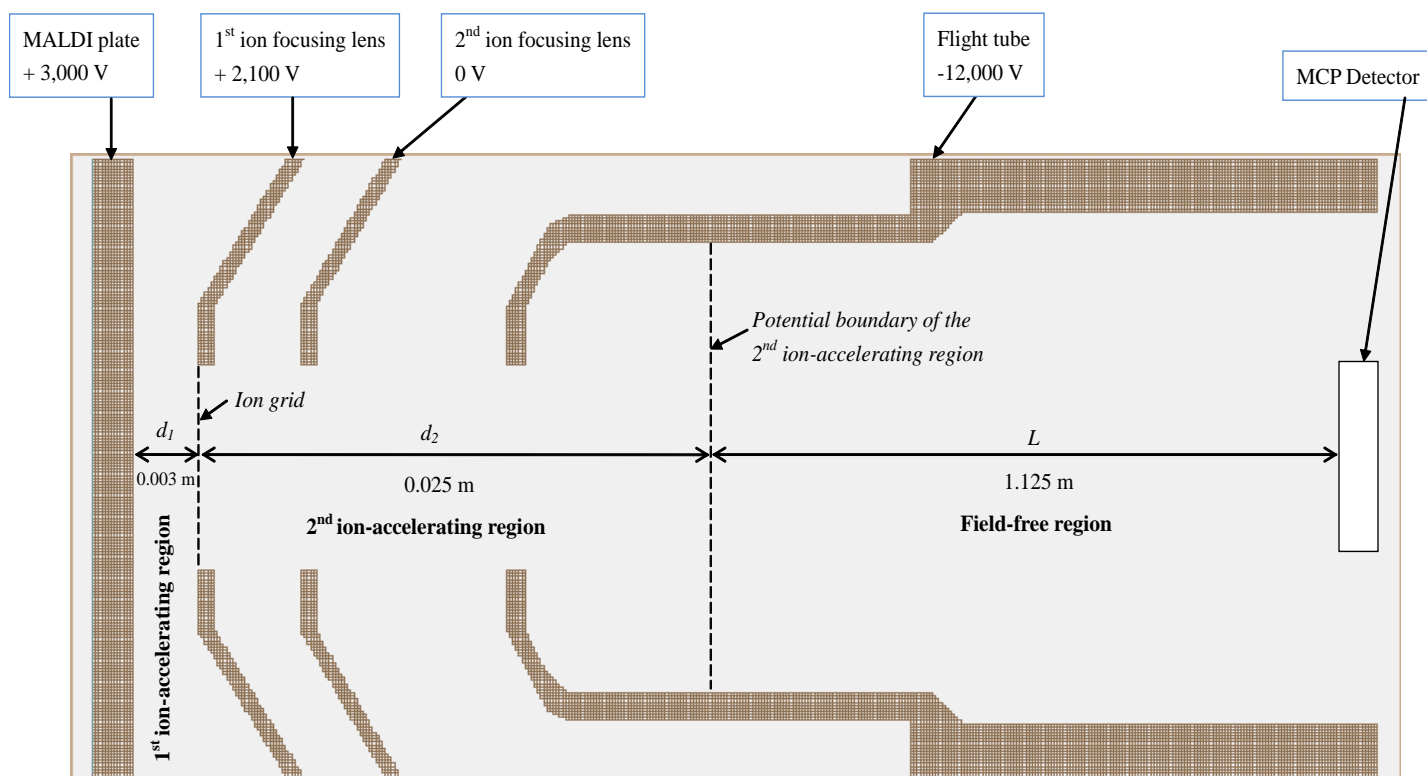 MALDI plate
+ 3,000 V
1st ion focusing lens
+ 2,100 V
2nd ion focusing lens
0 V
Flight tube
-12,000 V
MCP Detector
Potential boundary of the
2nd ion-accelerating region
Ion grid
d1
0.003 m
d2
0.025 m
L
1.125 m
2nd ion-accelerating region
Field-free region
1st ion-accelerating region